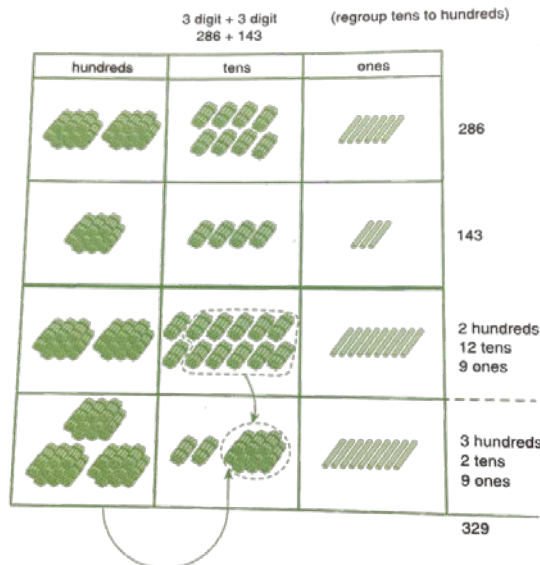 3 digit + 3 digit (regroup tens to hundreds)
286 + 143
hundreds tens ones
286
143
2 hundreds
12 tens
9 ones
3 hundreds
2 tens
9 ones
329